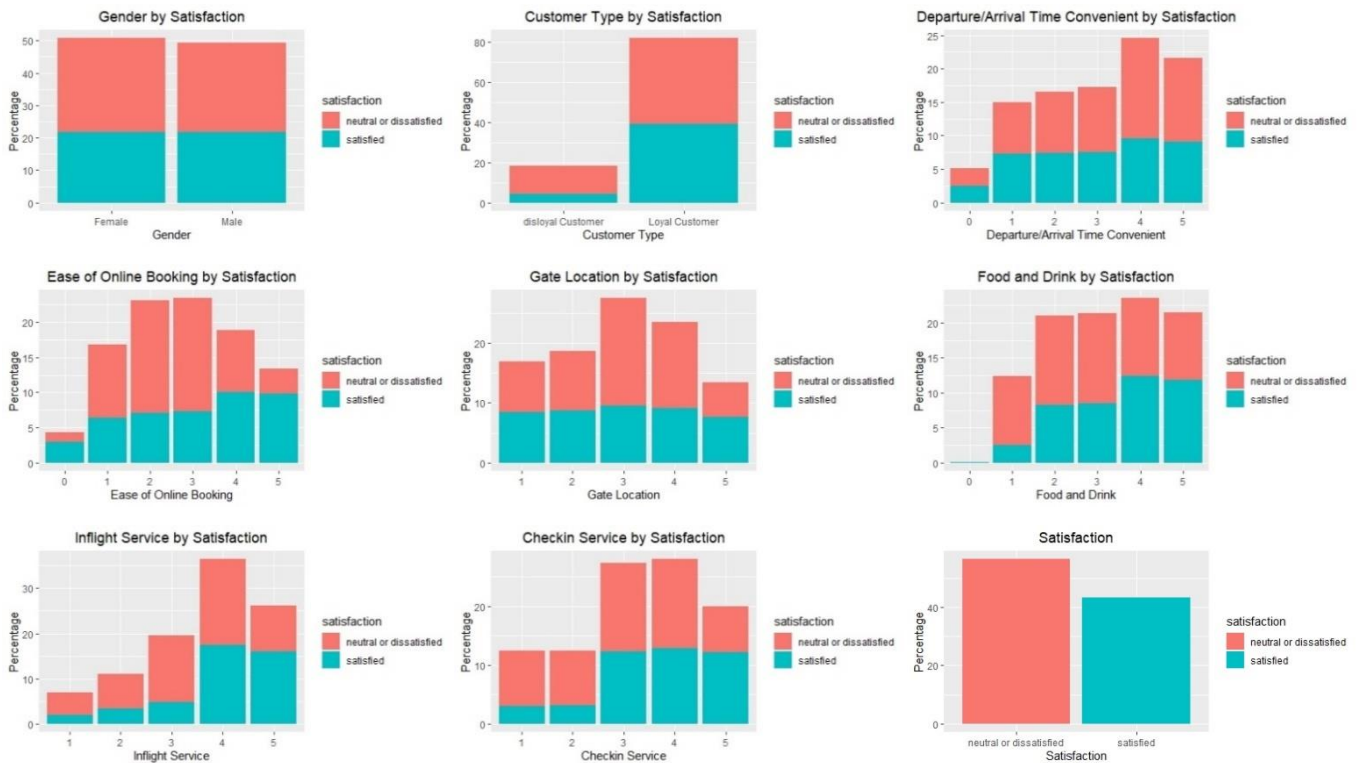 Gender by Satisfaction
50
40
30
20
10
0
Percentage
Female Male
Gender
satisfaction
neutral or dissatisfied
satisfied
Customer Type by Satisfaction
80
60
40
20
0
Percentage
disloyal Customer Loyal Customer
Customer Type
satisfaction
neutral or dissatisfied
satisfied
Departure/Arrival Time Convenient by Satisfaction
25
20
15
10
5
0
Percentage
0 1 2 3 4 5
Departure/Arrival Time Convenient
satisfaction
neutral or dissatisfied
satisfied
Ease of Online Booking by Satisfaction
20
15
10
5
0
Percentage
0 1 2 3 4 5
Ease of Online Booking
satisfaction
neutral or dissatisfied
satisfied
Gate Location by Satisfaction
20
10
0
Percentage
1 2 3 4 5
Gate Location
satisfaction
neutral or dissatisfied
satisfied
Food and Drink by Satisfaction
20
15
10
5
0
Percentage
0 1 2 3 4 5
Food and Drink
satisfaction
neutral or dissatisfied
satisfied
Inflight Service by Satisfaction
30
20
10
0
Percentage
1 2 3 4 5
Inflight Service
satisfaction
neutral or dissatisfied
satisfied
Checkin Service by Satisfaction
20
10
0
Percentage
1 2 3 4 5
Checkin Service
satisfaction
neutral or dissatisfied
satisfied
Satisfaction
40
20
0
Percentage
neutral or dissatisfied satisfied
Satisfaction
satisfaction
neutral or dissatisfied
satisfied